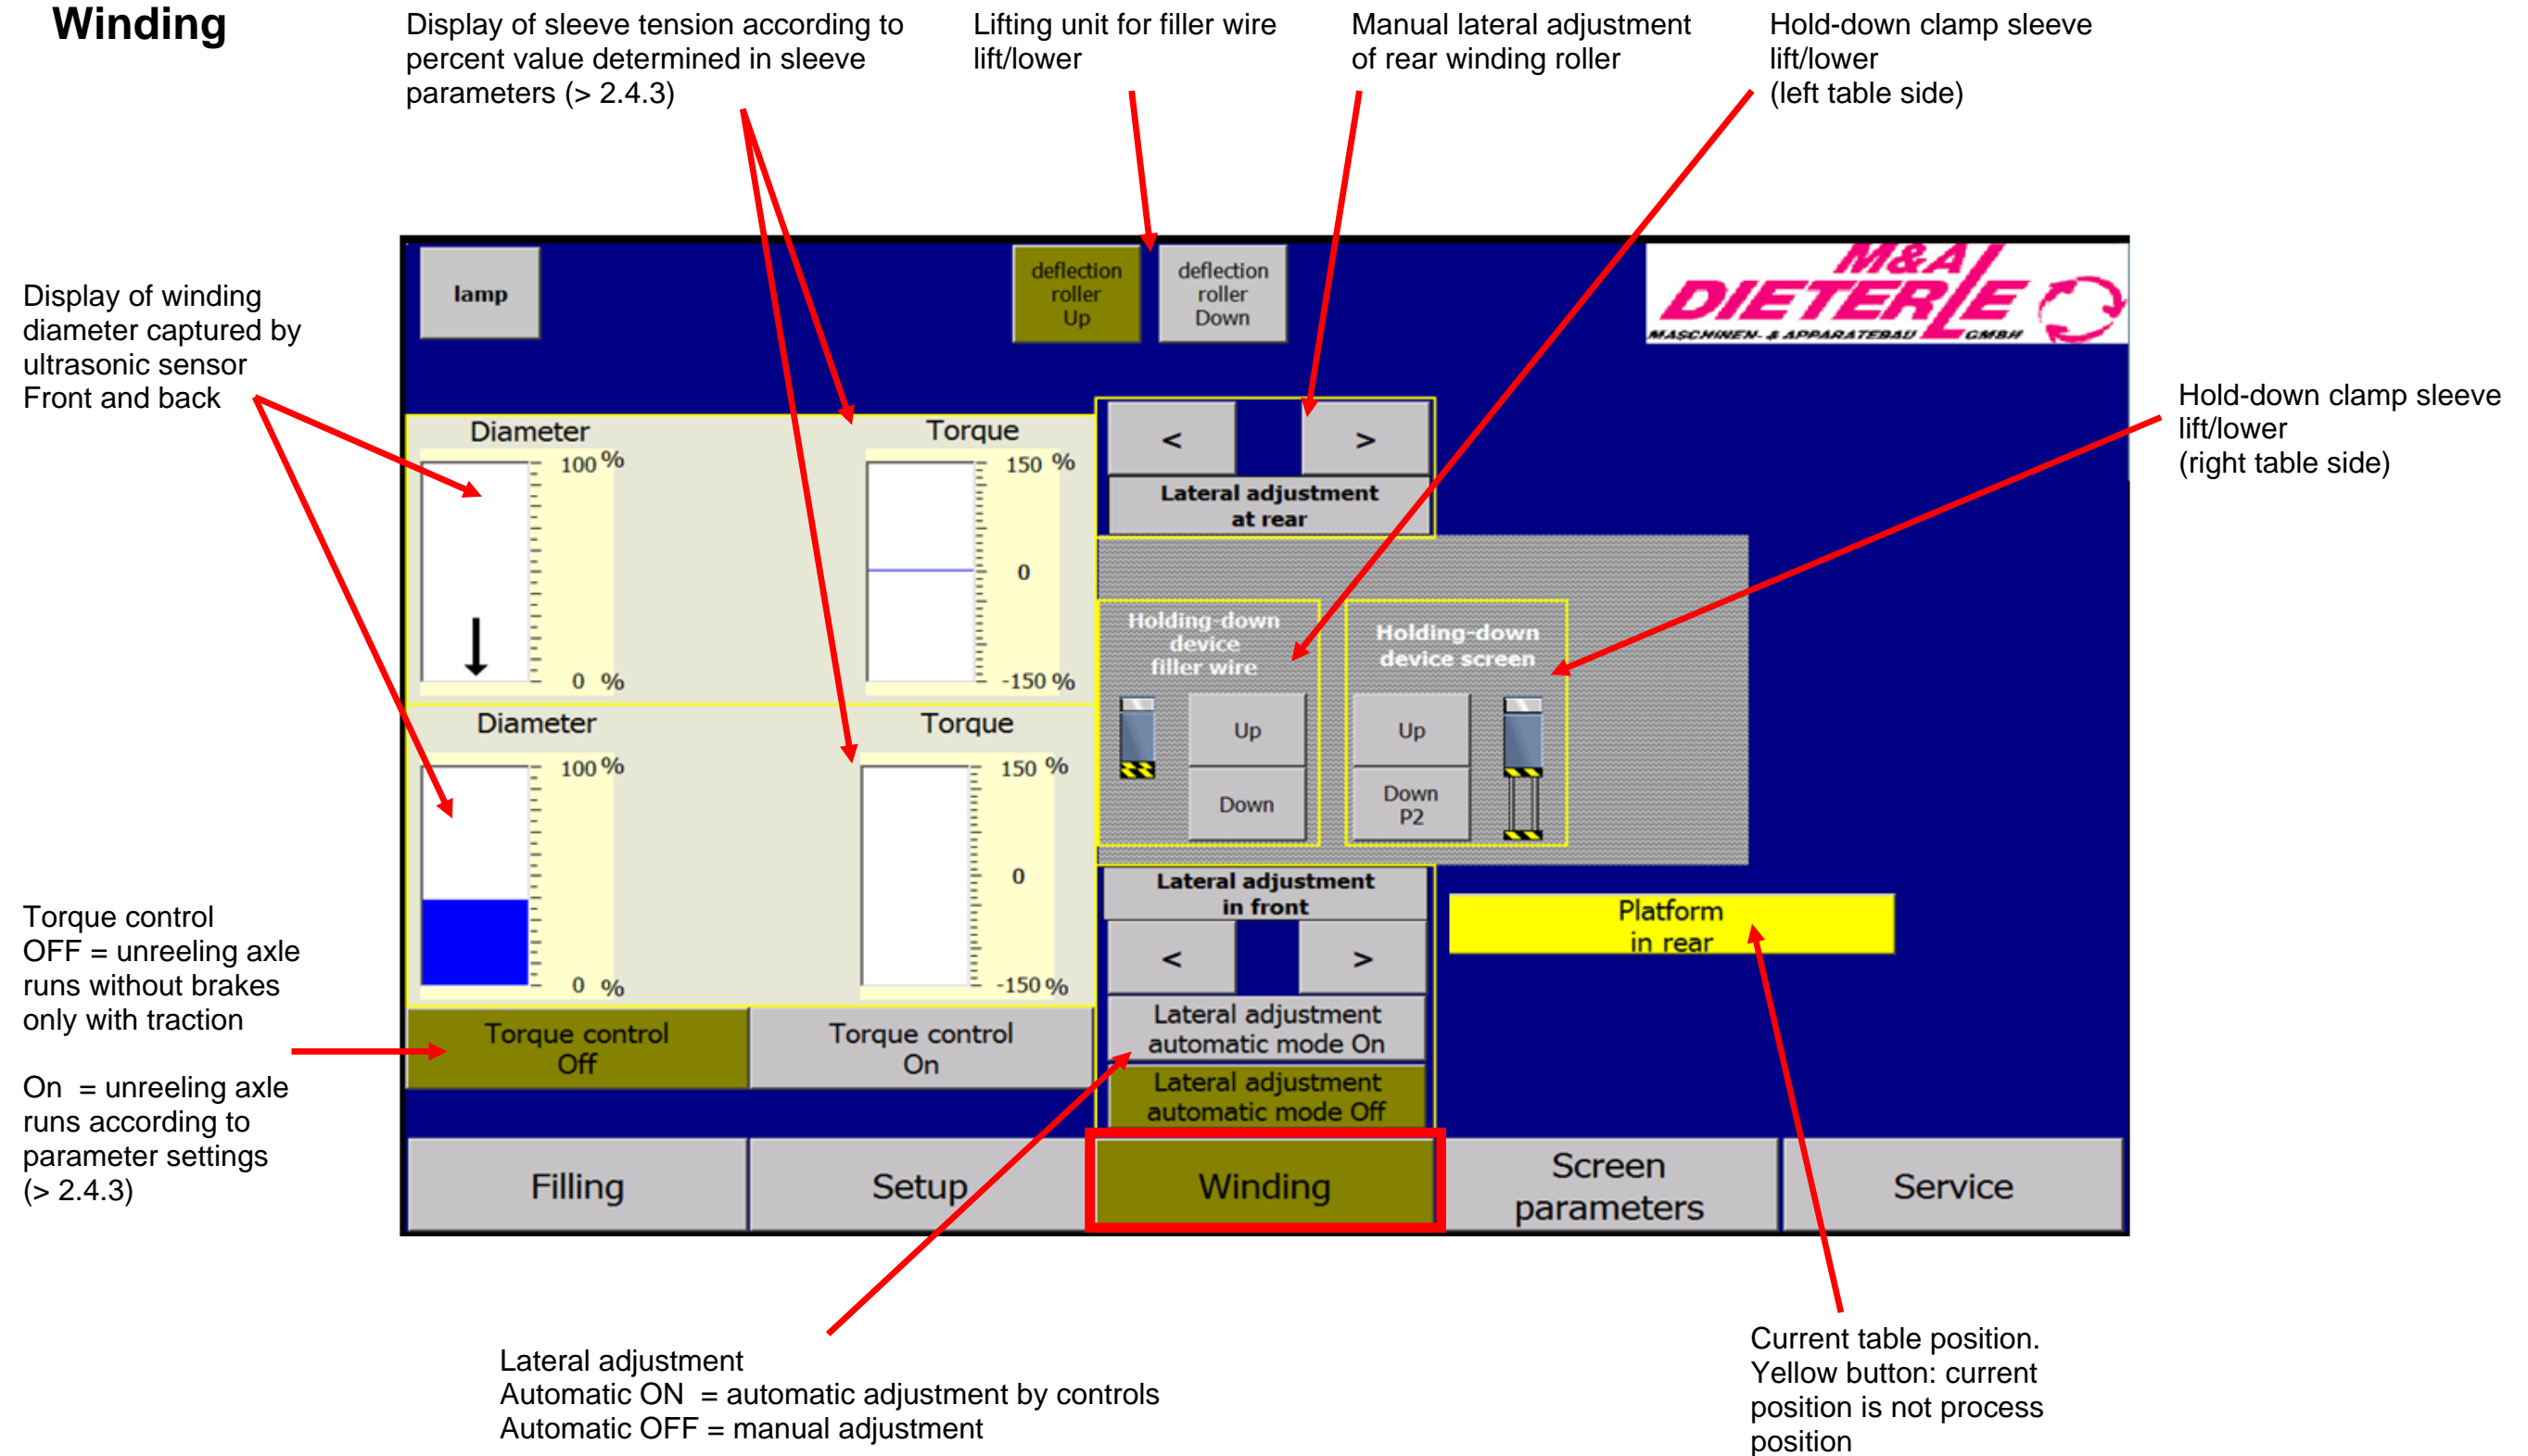 Winding
Display of sleeve tension according to
percent value determined in sleeve
parameters (> 2.4.3)
Lifting unit for filler wire
lift/lower
Manual lateral adjustment
of rear winding roller
Hold-down clamp sleeve
lift/lower
(left table side)
Display of winding
diameter captured by
ultrasonic sensor
Front and back
Hold-down clamp sleeve
lift/lower
(right table side)
Torque control
OFF = unreeling axle
runs without brakes
only with traction
On = unreeling axle
runs according to
parameter settings
(> 2.4.3)
lamp
deflection
roller
Up
deflection
roller
Down
M&A
DIETERLE
MASCHINEN- & APPARATEBAU GMBH
Diameter
100 %
0 %
Torque
150 %
0
-150 %
<
>
Lateral adjustment
at rear
Holding-down
device
filler wire
Up
Down
Holding-down
device screen
Up
Down
P2
Diameter
100 %
0 %
Torque
150 %
0
-150 %
Lateral adjustment
in front
<
>
Lateral adjustment
automatic mode On
Lateral adjustment
automatic mode Off
Platform
in rear
Torque control
Off
Torque control
On
Filling
Setup
Winding
Screen
parameters
Service
Lateral adjustment
Automatic ON = automatic adjustment by controls
Automatic OFF = manual adjustment
Current table position.
Yellow button: current
position is not process
position